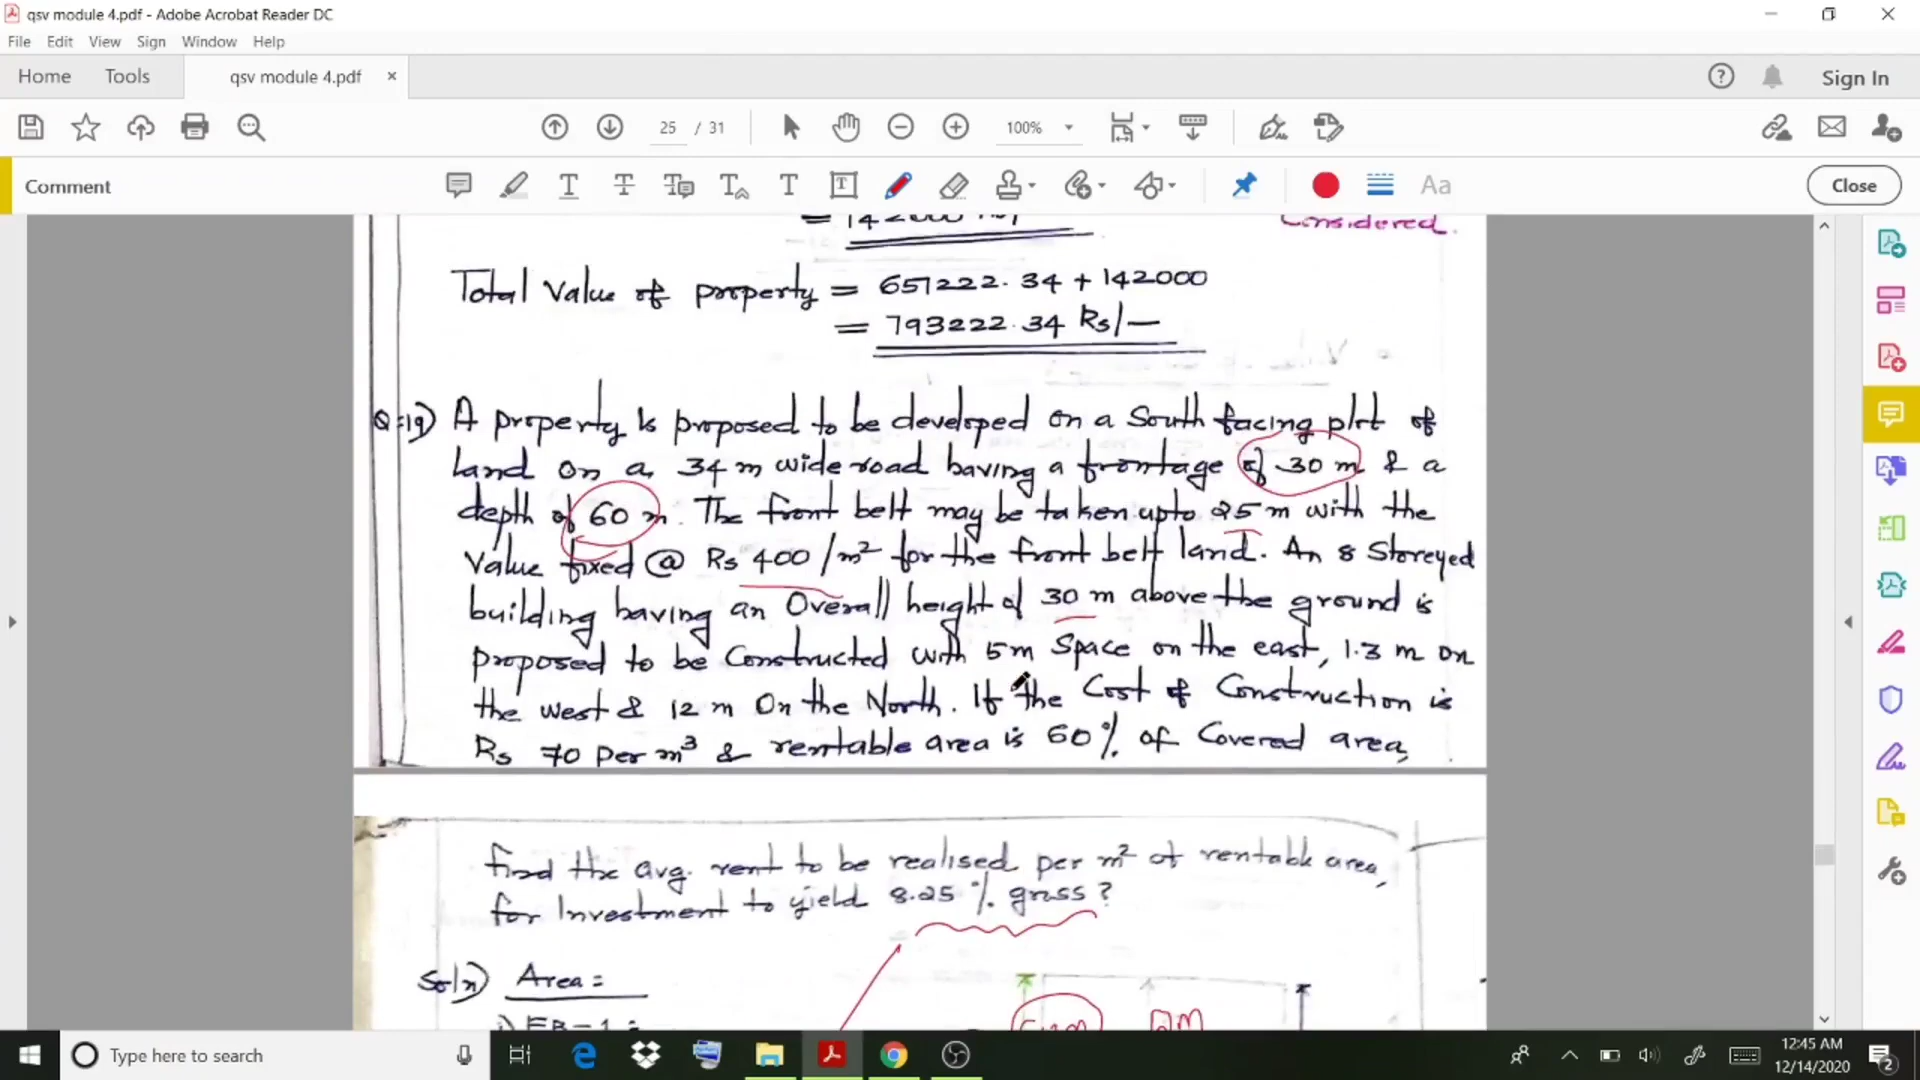 qsv module 4.pdf - Adobe Acrobat Reader DC
File Edit View Sign Window Help
Home Tools qsv module 4.pdf × Sign In
25 / 31 100%
Comment Close
Considered.
Total Value of property = 651222.34 + 142000
= 793222.34 Rs/—
Q:19) A property is proposed to be developed on a South facing plot of
land on a 34 m wide road having a frontage of 30 m & a
depth of 60 m. The front belt may be taken upto 25 m with the
Value fixed @ Rs 400 /m² for the front belt land. An 8 Storeyed
building having an Overall height of 30 m above the ground is
proposed to be Constructed with 5m Space on the east, 1.3 m on
the west & 12 m On the North. If the Cost of Construction is
Rs 70 per m³ & rentable area is 60 % of Covered area,
find the avg. rent to be realised per m² of rentable area,
for Investment to yield 8.25 % gross?
Soln) Area =
Type here to search
12:45 AM
12/14/2020
2